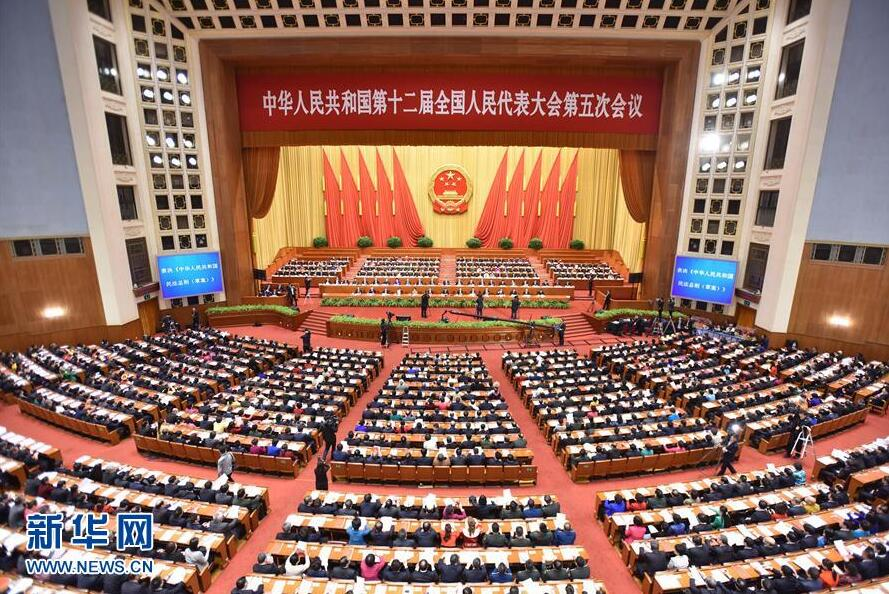 中华人民共和国第十二届全国人民代表大会第五次会议
表决《中华人民共和国
民法总则（草案）》
表决《中华人民共和国
民法总则（草案）》
新华网
WWW.NEWS.CN